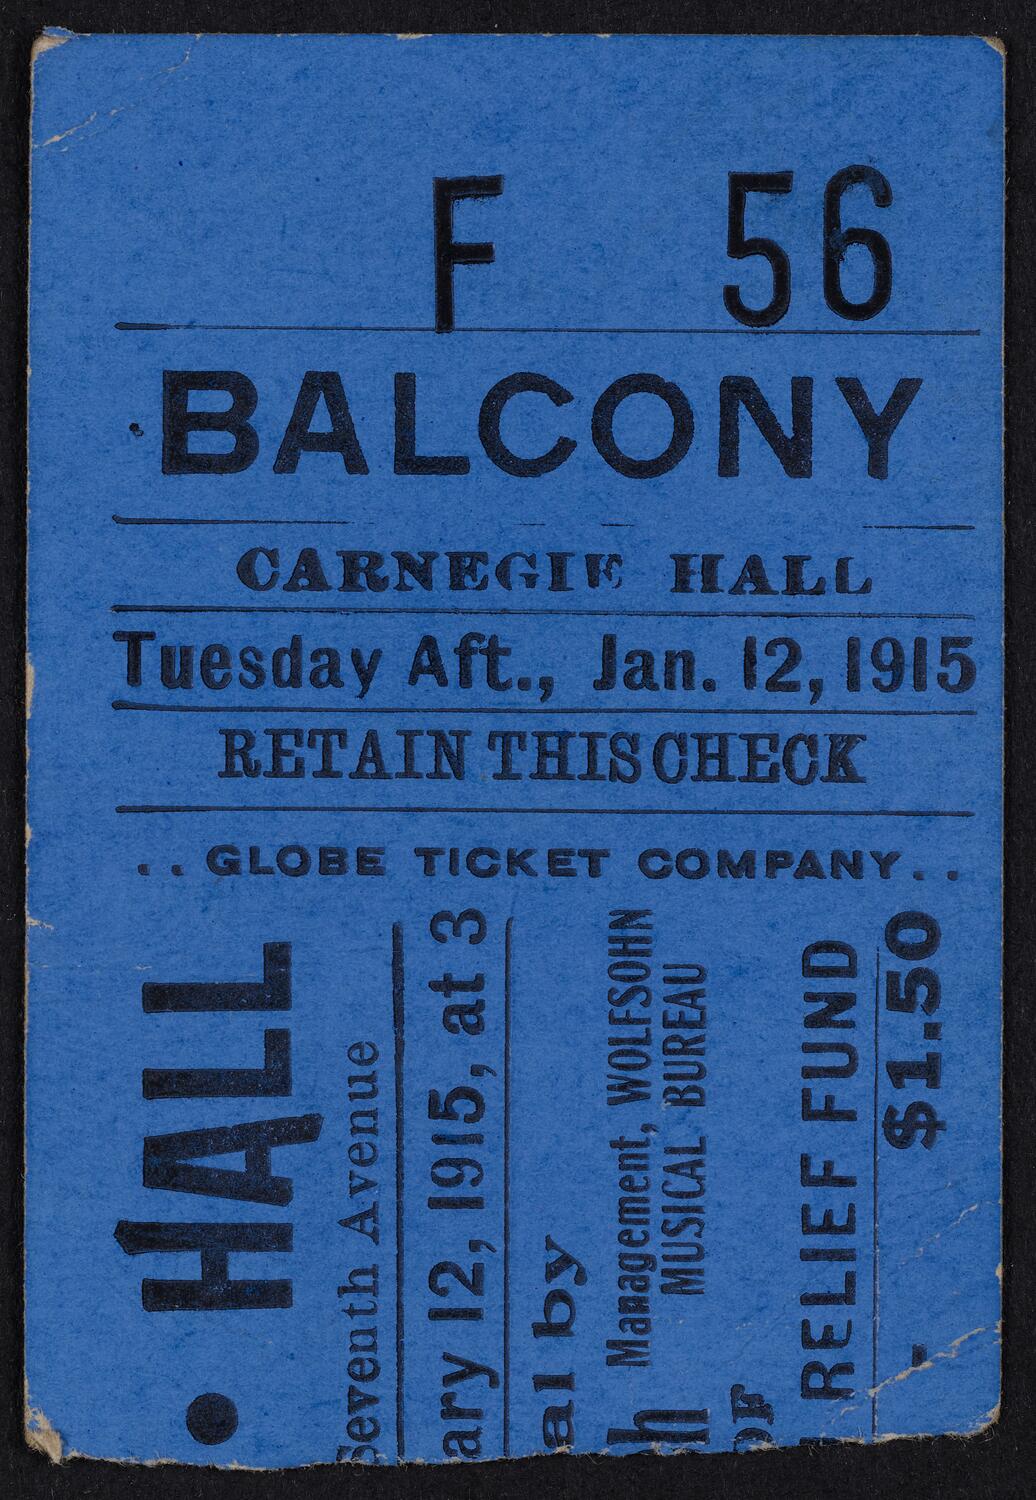 F 56
BALCONY
CARNEGIE HALL
Tuesday Aft., Jan. 12, 1915
RETAIN THIS CHECK
..GLOBE TICKET COMPANY..
HALL
Seventh Avenue
ary 12, 1915, at 3
al by
h
Management, WOLFSOHN
MUSICAL BUREAU
OF
RELIEF FUND
- $1.50